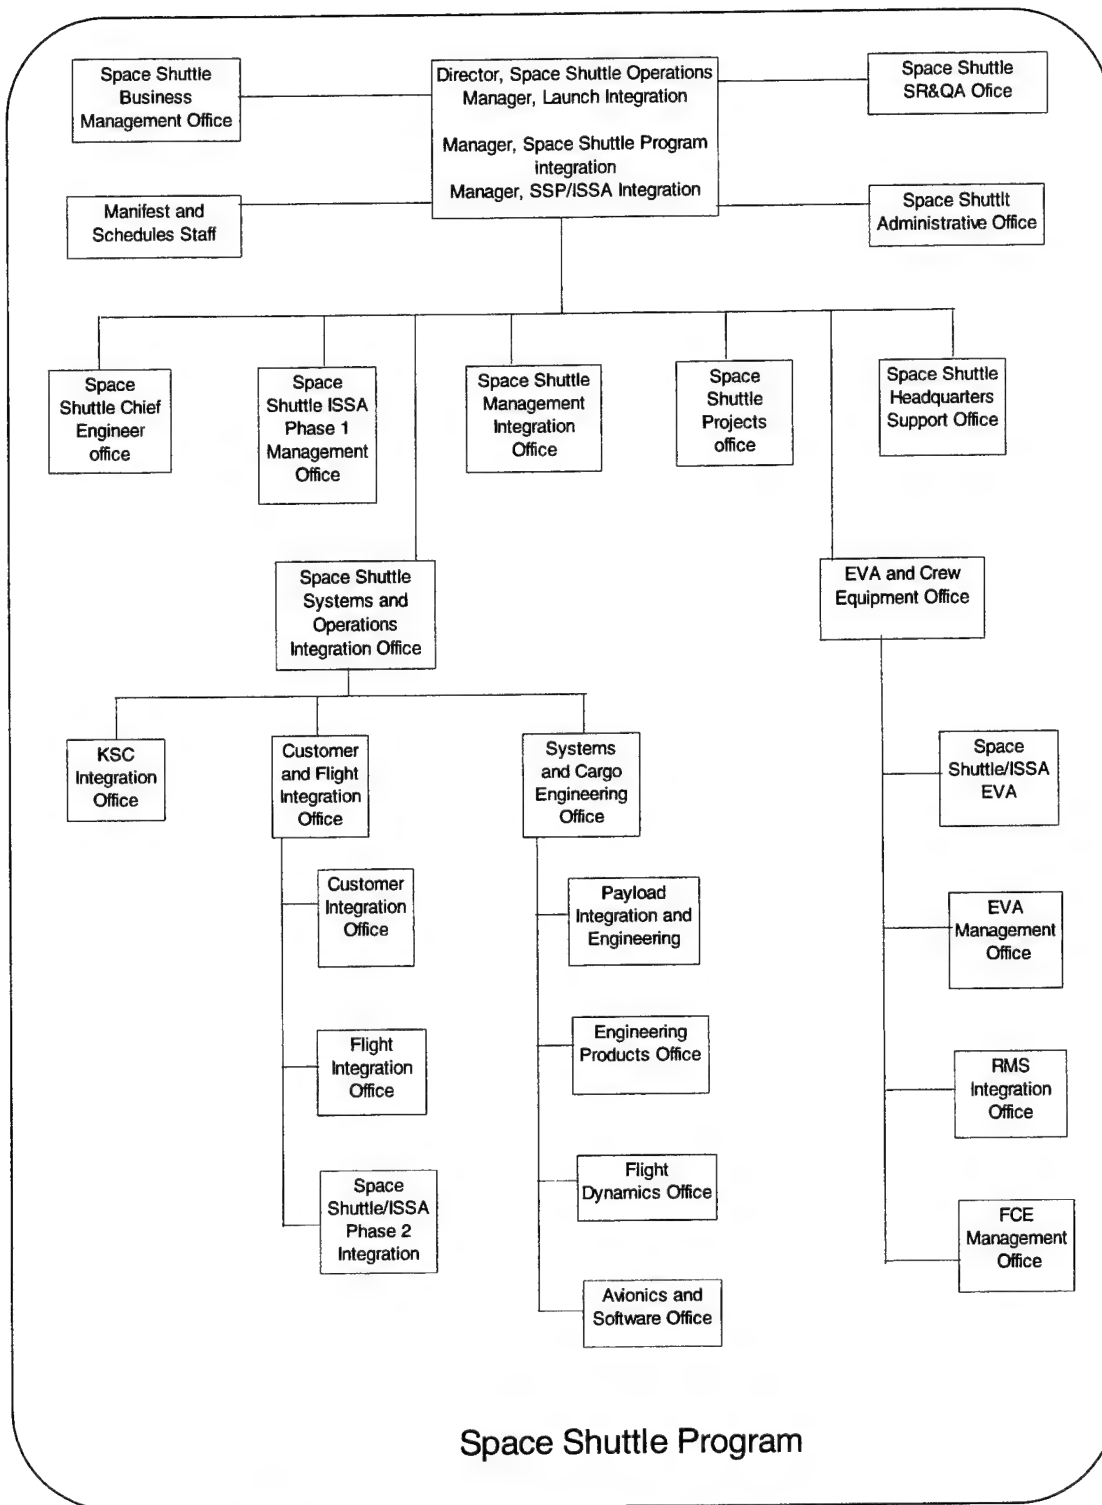 Space Shuttle
Business
Management Office
Director, Space Shuttle Operations
Manager, Launch Integration
Manager, Space Shuttle Program
integration
Manager, SSP/ISSA Integration
Space Shuttle
SR&QA Ofice
Manifest and
Schedules Staff
Space Shuttlt
Administrative Office
Space
Shuttle Chief
Engineer
office
Space
Shuttle ISSA
Phase 1
Management
Office
Space Shuttle
Management
Integration
Office
Space
Shuttle
Projects
office
Space Shuttle
Headquarters
Support Office
Space Shuttle
Systems and
Operations
Integration Office
EVA and Crew
Equipment Office
KSC
Integration
Office
Customer
and Flight
Integration
Office
Systems
and Cargo
Engineering
Office
Space
Shuttle/ISSA
EVA
Customer
Integration
Office
Payload
Integration and
Engineering
EVA
Management
Office
Flight
Integration
Office
Engineering
Products Office
RMS
Integration
Office
Space
Shuttle/ISSA
Phase 2
Integration
Flight
Dynamics Office
FCE
Management
Office
Avionics and
Software Office
Space Shuttle Program